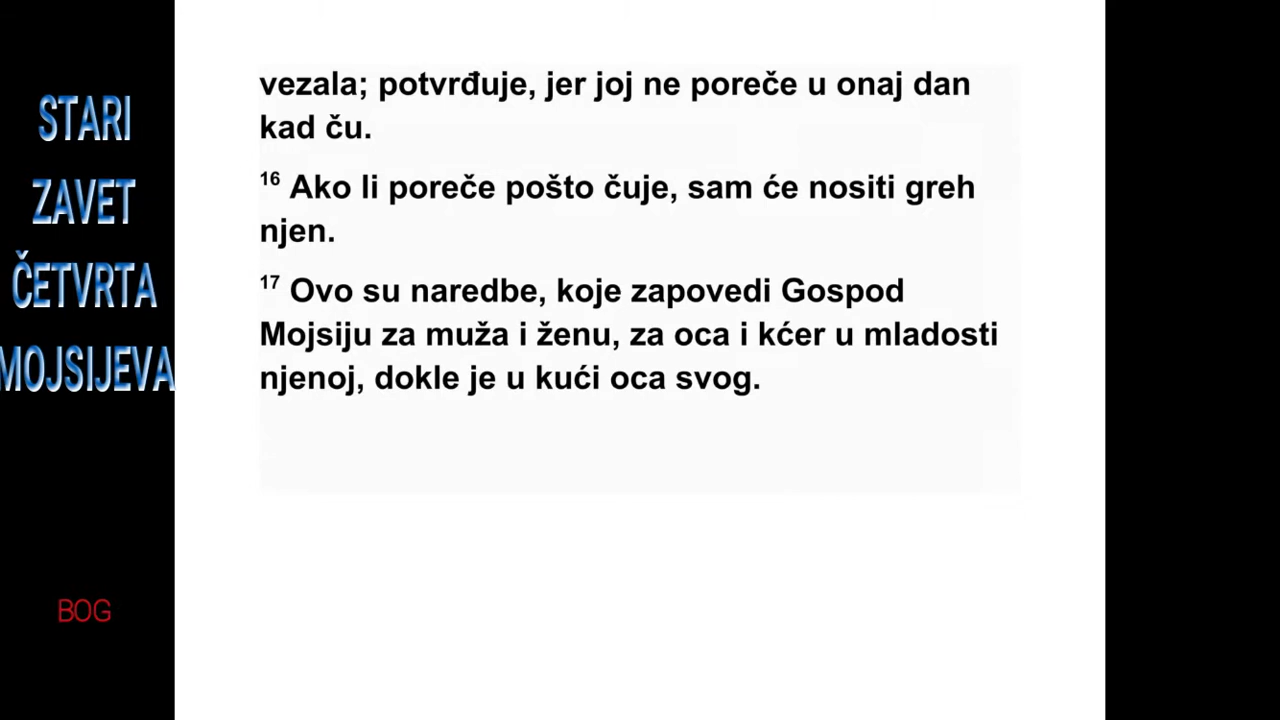 STARI
ZAVET
ČETVRTA
MOJSIJEVA
BOG
vezala; potvrđuje, jer joj ne poreče u onaj dan
kad ču.
16 Ako li poreče pošto čuje, sam će nositi greh
njen.
17 Ovo su naredbe, koje zapovedi Gospod
Mojsiju za muža i ženu, za oca i kćer u mladosti
njenoj, dokle je u kući oca svog.